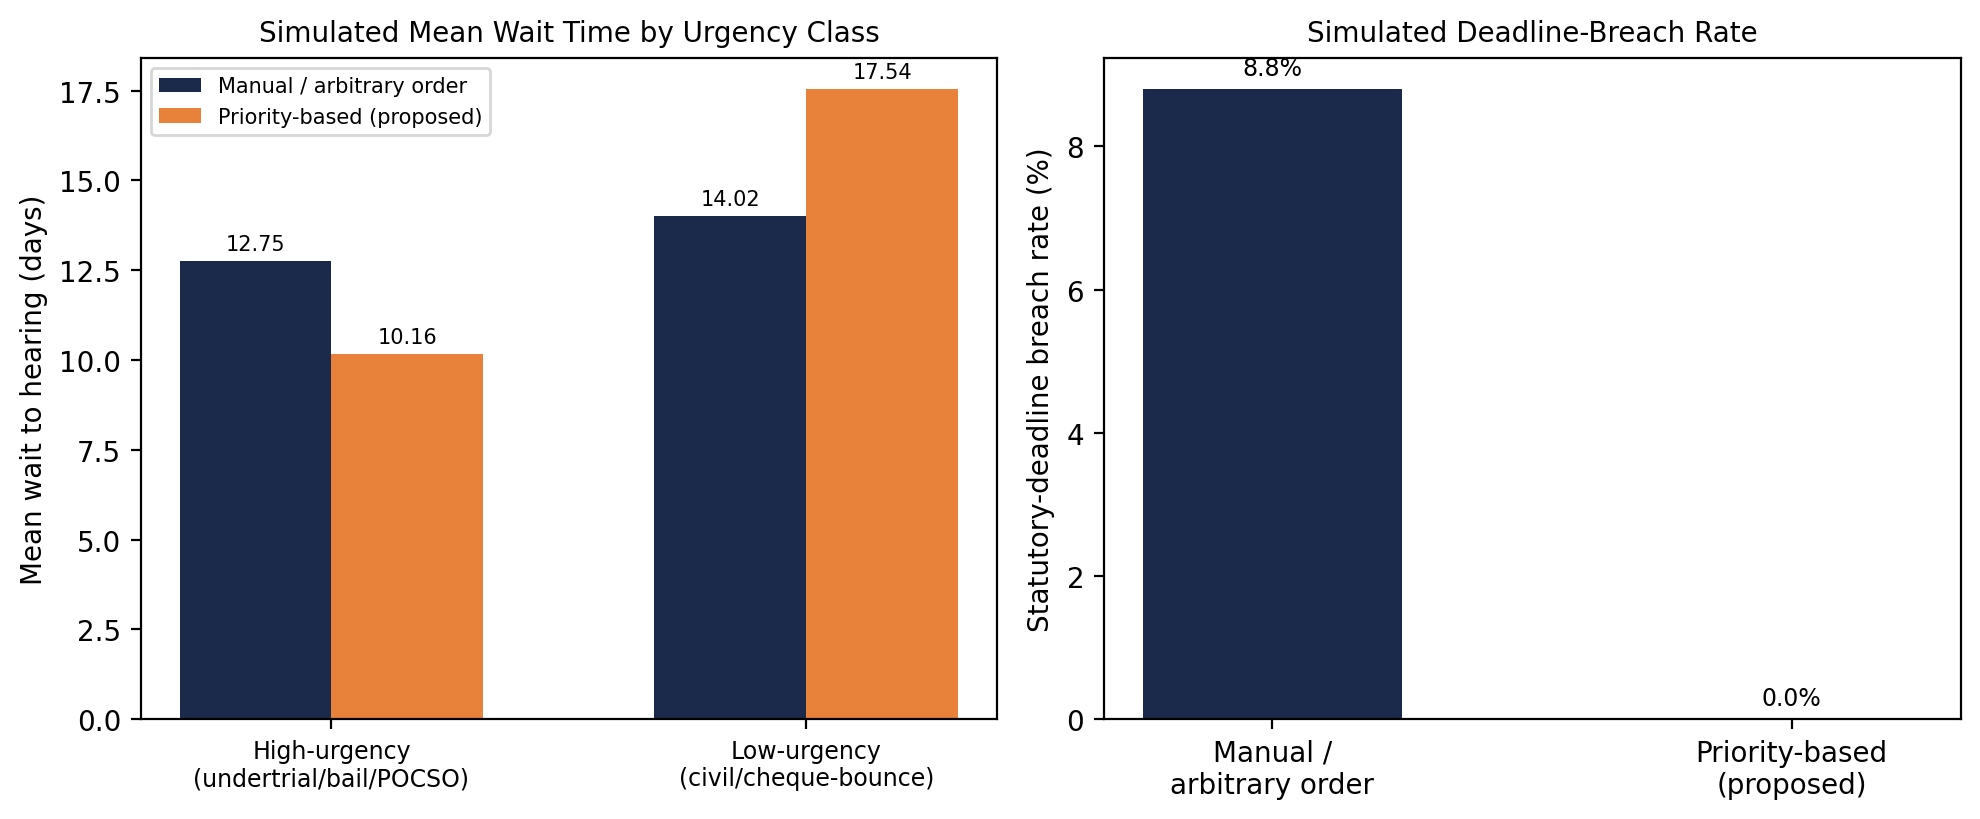 Simulated Mean Wait Time by Urgency Class
Manual / arbitrary order
Priority-based (proposed)
Mean wait to hearing (days)
17.5
15.0
12.5
10.0
7.5
5.0
2.5
0.0
12.75
10.16
14.02
17.54
High-urgency
(undertrial/bail/POCSO)
Low-urgency
(civil/cheque-bounce)
Simulated Deadline-Breach Rate
Statutory-deadline breach rate (%)
8
6
4
2
0
8.8%
0.0%
Manual /
arbitrary order
Priority-based
(proposed)